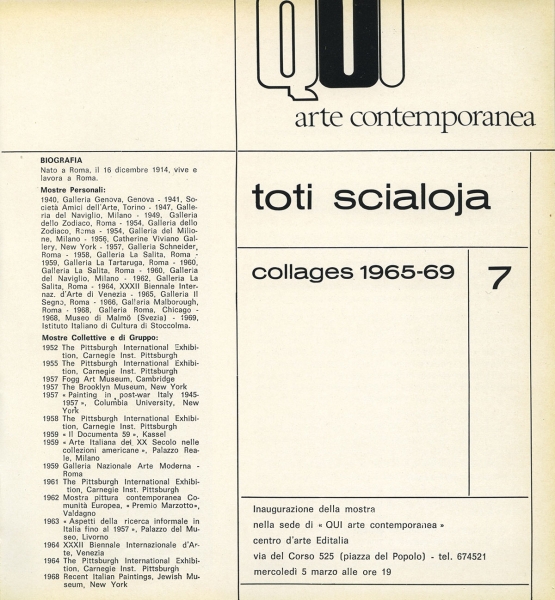 QUI
arte contemporanea
BIOGRAFIA
Nato a Roma, il 16 dicembre 1914, vive e
lavora a Roma.
Mostre Personali:
1940, Galleria Genova, Genova - 1941, So-
cietà Amici dell'Arte, Torino - 1947, Galle-
ria del Naviglio, Milano - 1949, Galleria
dello Zodiaco, Roma - 1954, Galleria dello
Zodiaco, Roma - 1954, Galleria del Milio-
ne, Milano - 1956, Catherine Viviano Gal-
lery, New York - 1957, Galleria Schneider,
Roma - 1958, Galleria La Salita, Roma -
1959, Galleria La Tartaruga, Roma - 1960,
Galleria La Salita, Roma - 1960, Galleria
del Naviglio, Milano - 1962, Galleria La
Salita, Roma - 1964, XXXII Biennale Inter-
naz. d'Arte di Venezia - 1965, Galleria Il
Segno, Roma - 1966, Galleria Malborough,
Roma - 1968, Galleria Roma, Chicago -
1968, Museo di Malmö (Svezia) - 1969,
Istituto Italiano di Cultura di Stoccolma.
Mostre Collettive e di Gruppo:
1952 The Pittsburgh International Exhibi-
tion, Carnegie Inst. Pittsburgh
1955 The Pittsburgh International Exhibi-
tion, Carnegie Inst. Pittsburgh
1957 Fogg Art Museum, Cambridge
1957 The Brooklyn Museum, New York
1957 « Painting in post-war Italy 1945-
1957 », Columbia University, New
York
1958 The Pittsburgh International Exhibi-
tion, Carnegie Inst. Pittsburgh
1959 « Il Documenta 59 », Kassel
1959 « Arte Italiana del XX Secolo nelle
collezioni americane », Palazzo Rea-
le, Milano
1959 Galleria Nazionale Arte Moderna -
Roma
1961 The Pittsburgh International Exhibi-
tion, Carnegie Inst. Pittsburgh
1962 Mostra pittura contemporanea Co-
munità Europea, « Premio Marzotto»,
Valdagno
1963 « Aspetti della ricerca informale in
Italia fino al 1957 », Palazzo del Mu-
seo, Livorno
1964 XXXII Biennale Internazionale d'Ar-
te, Venezia
1964 The Pittsburgh International Exhibi-
tion, Carnegie Inst. Pittsburgh
1968 Recent Italian Paintings, Jewish Mu-
seum, New York
toti scialoja
collages 1965-69
7
Inaugurazione della mostra
nella sede di « QUI arte contemporanea »
centro d'arte Editalia
via del Corso 525 (piazza del Popolo) - tel. 674521
mercoledì 5 marzo alle ore 19